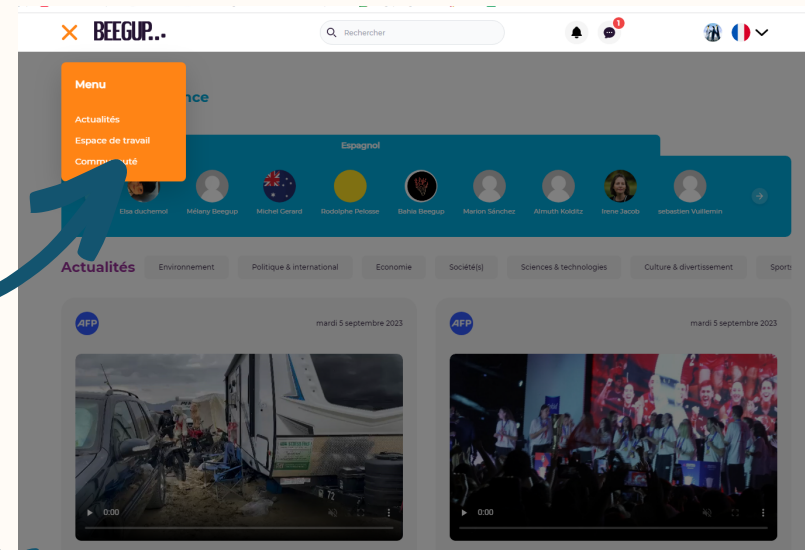 BEEGUP...
Rechercher
1
Menu
nce
Actualités
Espace de travail
Espagnol
Elsa duchemol
Mélany Beegup
Michel Gerard
Rodolphe Pelosse
Bahia Beegup
Marion Sánchez
Almuth Kolditz
Irene Jacob
sebastien Vuillemin
Actualités
Environnement
Politique & international
Economie
Société(s)
Sciences & technologies
Culture & divertissement
Sports
AFP
mardi 5 septembre 2023
AFP
mardi 5 septembre 2023
72
0:00
0:00